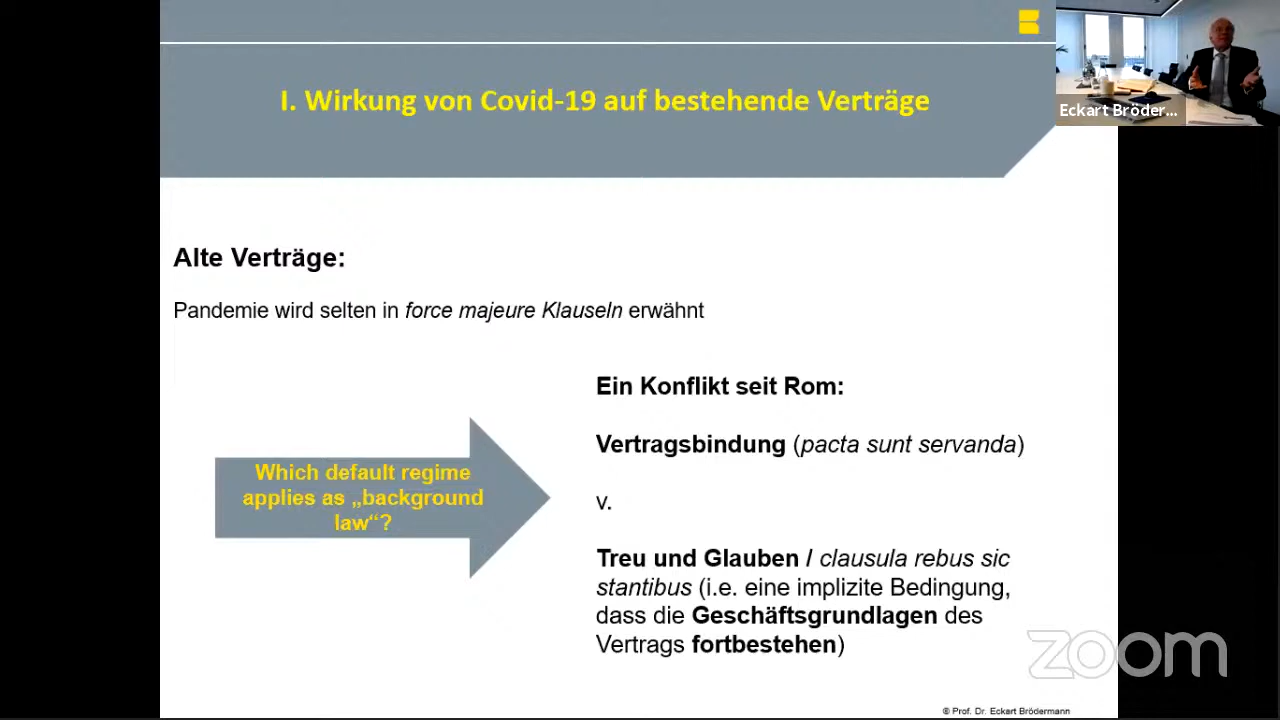 I. Wirkung von Covid-19 auf bestehende Verträge
Eckart Bröder...
Alte Verträge:
Pandemie wird selten in force majeure Klauseln erwähnt
Which default regime
applies as „background
law“?
Ein Konflikt seit Rom:
Vertragsbindung (pacta sunt servanda)
v.
Treu und Glauben / clausula rebus sic
stantibus (i.e. eine implizite Bedingung,
dass die Geschäftsgrundlagen des
Vertrags fortbestehen)
zoom
© Prof. Dr. Eckart Brödermann